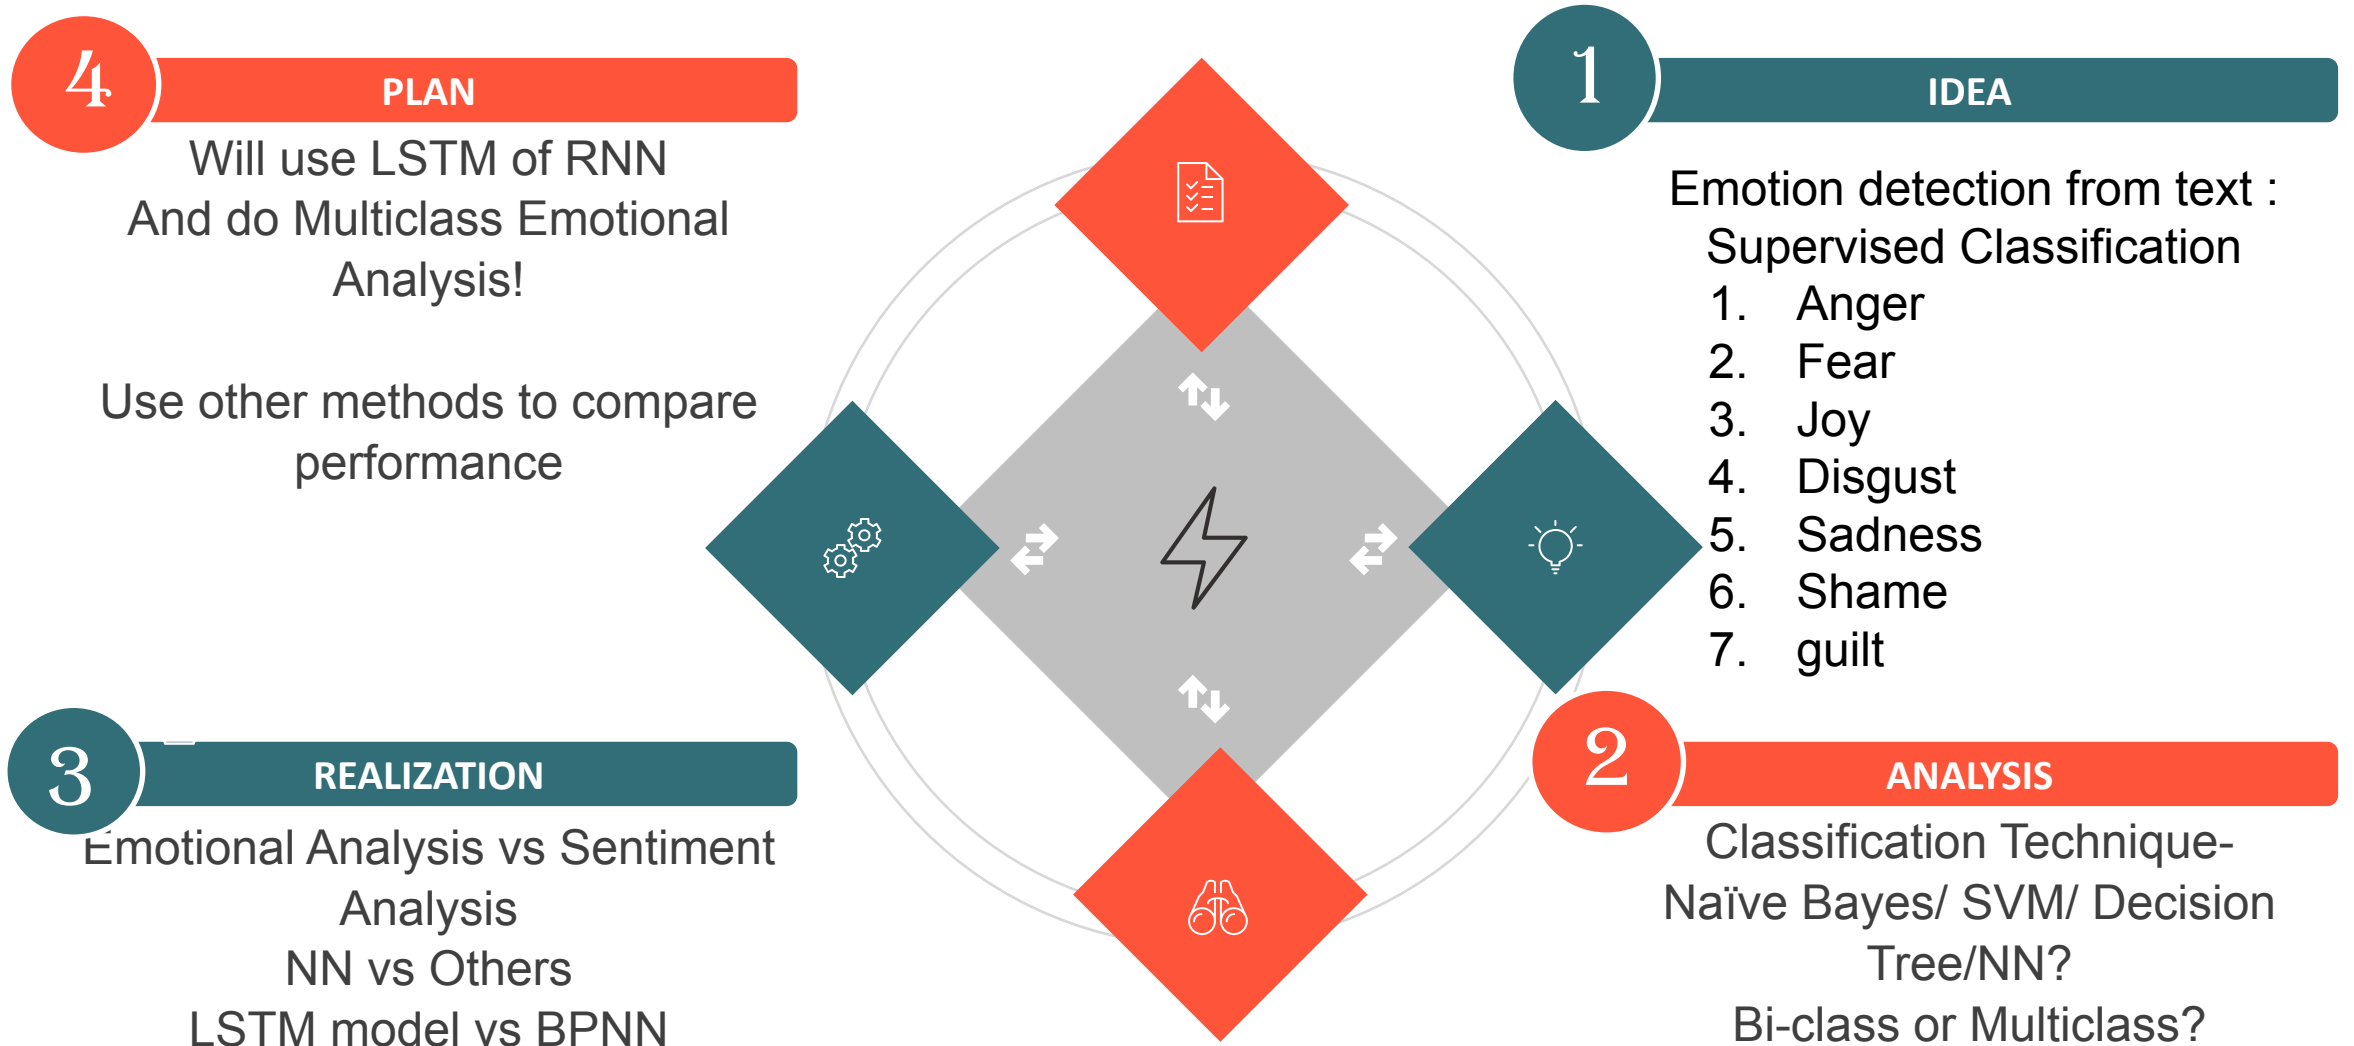 4
PLAN
Will use LSTM of RNN
And do Multiclass Emotional
Analysis!
Use other methods to compare
performance
1
IDEA
Emotion detection from text :
Supervised Classification
1. Anger
2. Fear
3. Joy
4. Disgust
5. Sadness
6. Shame
7. guilt
3
REALIZATION
Emotional Analysis vs Sentiment
Analysis
NN vs Others
LSTM model vs BPNN
2
ANALYSIS
Classification Technique-
Naïve Bayes/ SVM/ Decision
Tree/NN?
Bi-class or Multiclass?